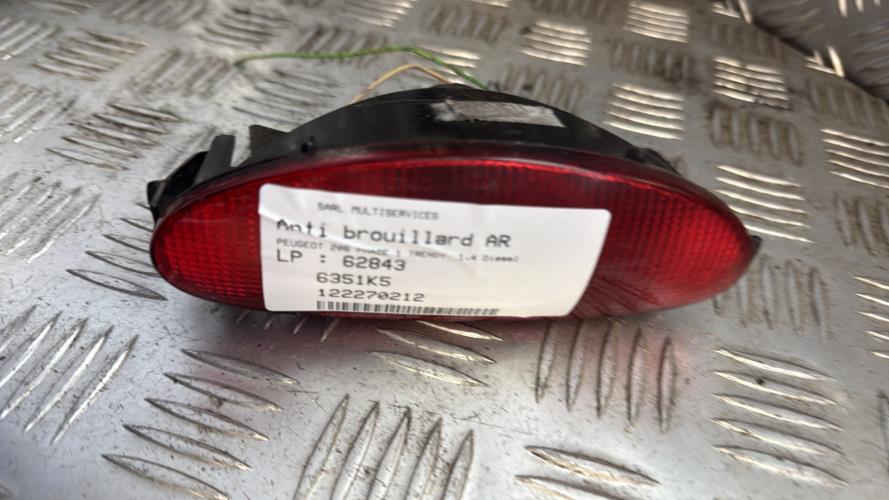 SARL MULTISERVICES
Anti brouillard AR
PEUGEOT 206 PHASE 1 TRENDY 1.4 Diesel
LP : 62843
6351K5
122270212